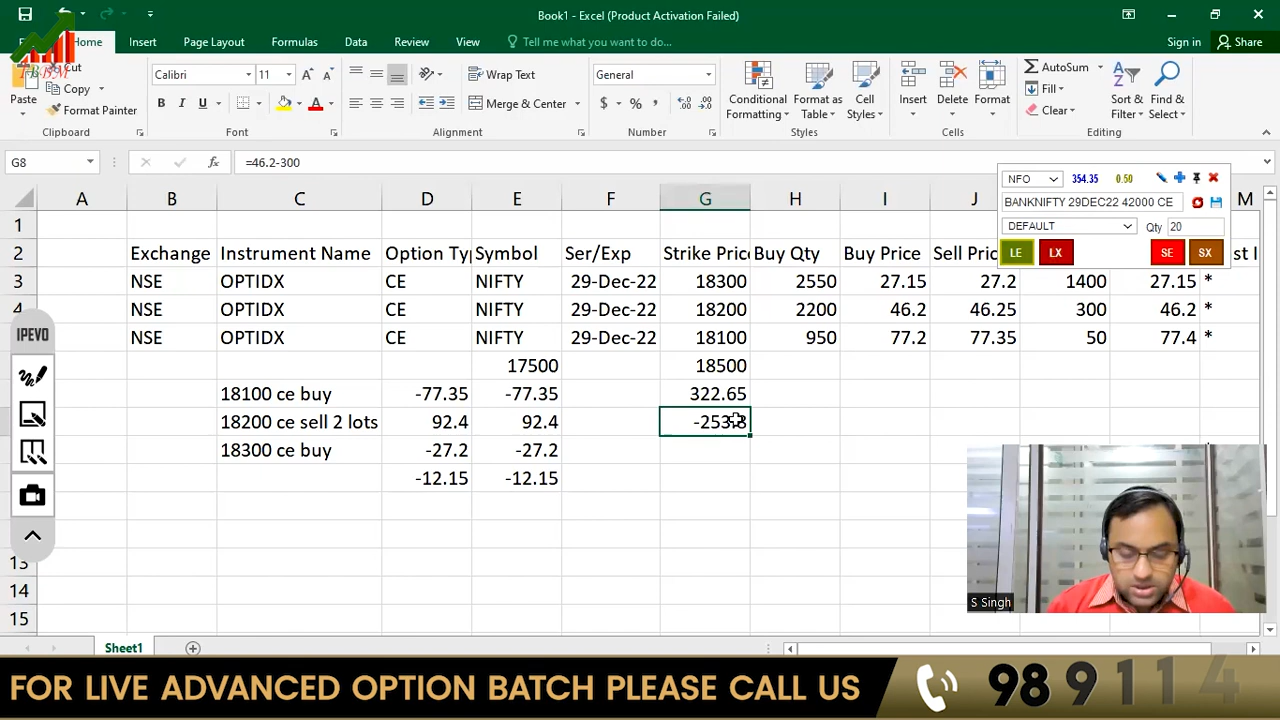 Book1 - Excel (Product Activation Failed)
Home Insert Page Layout Formulas Data Review View Tell me what you want to do... Sign in Share
TBBM
Cut
Copy
Format Painter
Paste
Clipboard
Calibri 11
B I U
Font
Wrap Text
Merge & Center
Alignment
General
Number
Conditional Formatting
Format as Table
Cell Styles
Styles
Insert Delete Format
Cells
AutoSum
Fill
Clear
Sort & Filter
Find & Select
Editing
G8 fx =46.2-300
NFO 354.35 0.50
BANKNIFTY 29DEC22 42000 CE
DEFAULT Qty 20
LE LX SE SX
A B C D E F G H I J M
1
2 Exchange Instrument Name Option Ty Symbol Ser/Exp Strike Pric Buy Qty Buy Price Sell Pric st I
3 NSE OPTIDX CE NIFTY 29-Dec-22 18300 2550 27.15 27.2 1400 27.15 *
NSE OPTIDX CE NIFTY 29-Dec-22 18200 2200 46.2 46.25 300 46.2 *
NSE OPTIDX CE NIFTY 29-Dec-22 18100 950 77.2 77.35 50 77.4 *
17500 18500
18100 ce buy -77.35 -77.35 322.65
18200 ce sell 2 lots 92.4 92.4 -253.8
18300 ce buy -27.2 -27.2
-12.15 -12.15
13
14
15
IPEVO
S Singh
Sheet1
FOR LIVE ADVANCED OPTION BATCH PLEASE CALL US 98 9 1 1 4